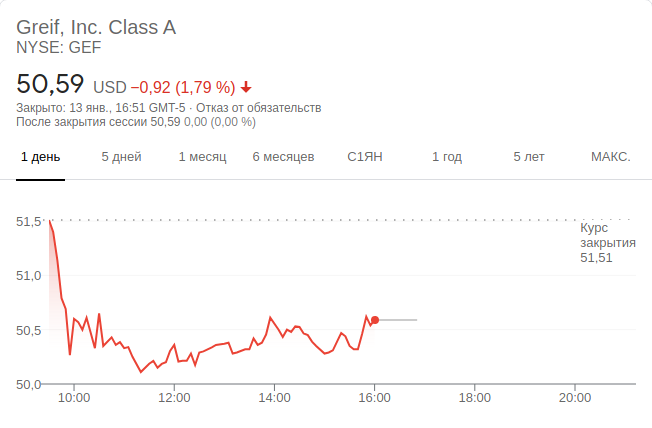 Greif, Inc. Class A
NYSE: GEF
50,59 USD −0,92 (1,79 %) 🡇
Закрыто: 13 янв., 16:51 GMT-5 · Отказ от обязательств
После закрытия сессии 50,59 0,00 (0,00 %)
1 день 5 дней 1 месяц 6 месяцев С1ЯН 1 год 5 лет МАКС.
51,5
Курс
закрытия
51,51
51,0
50,5
50,0
10:00 12:00 14:00 16:00 18:00 20:00